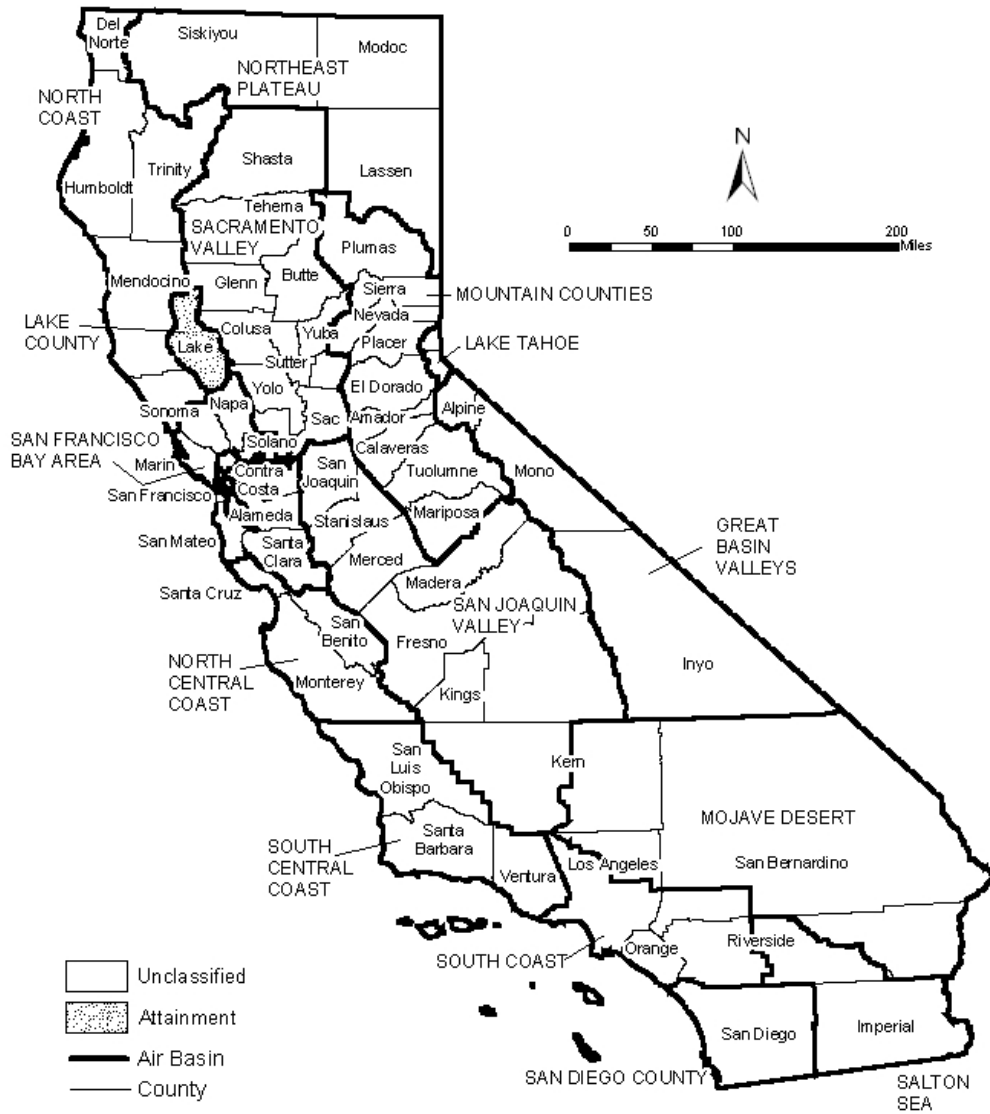 Del
Norte
Siskiyou
Modoc
NORTHEAST
PLATEAU
NORTH
COAST
Trinity
Shasta
Lassen
Humboldt
Tehema
SACRAMENTO
VALLEY
Plumas
Mendocino
Glenn
Butte
Sierra
MOUNTAIN COUNTIES
Nevada
LAKE
COUNTY
Colusa
Yuba
Placer
Lake
Sutter
LAKE TAHOE
Yolo
El Dorado
Sonoma
Napa
Sac
Amador
Alpine
SAN FRANCISCO
BAY AREA
Solano
Calaveras
Marin
Contra
Costa
San
Joaquin
Tuolumne
Mono
San Francisco
Alameda
Stanislaus
Mariposa
San Mateo
Santa
Clara
Merced
GREAT
BASIN
VALLEYS
Madera
Santa Cruz
SAN JOAQUIN
VALLEY
San
Benito
Fresno
NORTH
CENTRAL
COAST
Monterey
Kings
Inyo
San
Luis
Obispo
Kern
MOJAVE DESERT
SOUTH
CENTRAL
COAST
Santa
Barbara
Ventura
Los Angeles
San Bernardino
SOUTH COAST
Orange
Riverside
San Diego
Imperial
SAN DIEGO COUNTY
SALTON
SEA
N
0 50 100 200
Miles
Unclassified
Attainment
Air Basin
County